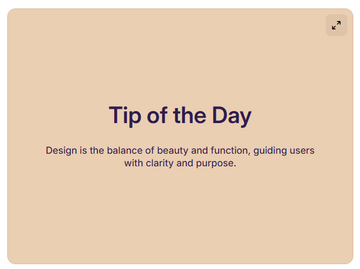 Tip of the Day
Design is the balance of beauty and function, guiding users
with clarity and purpose.